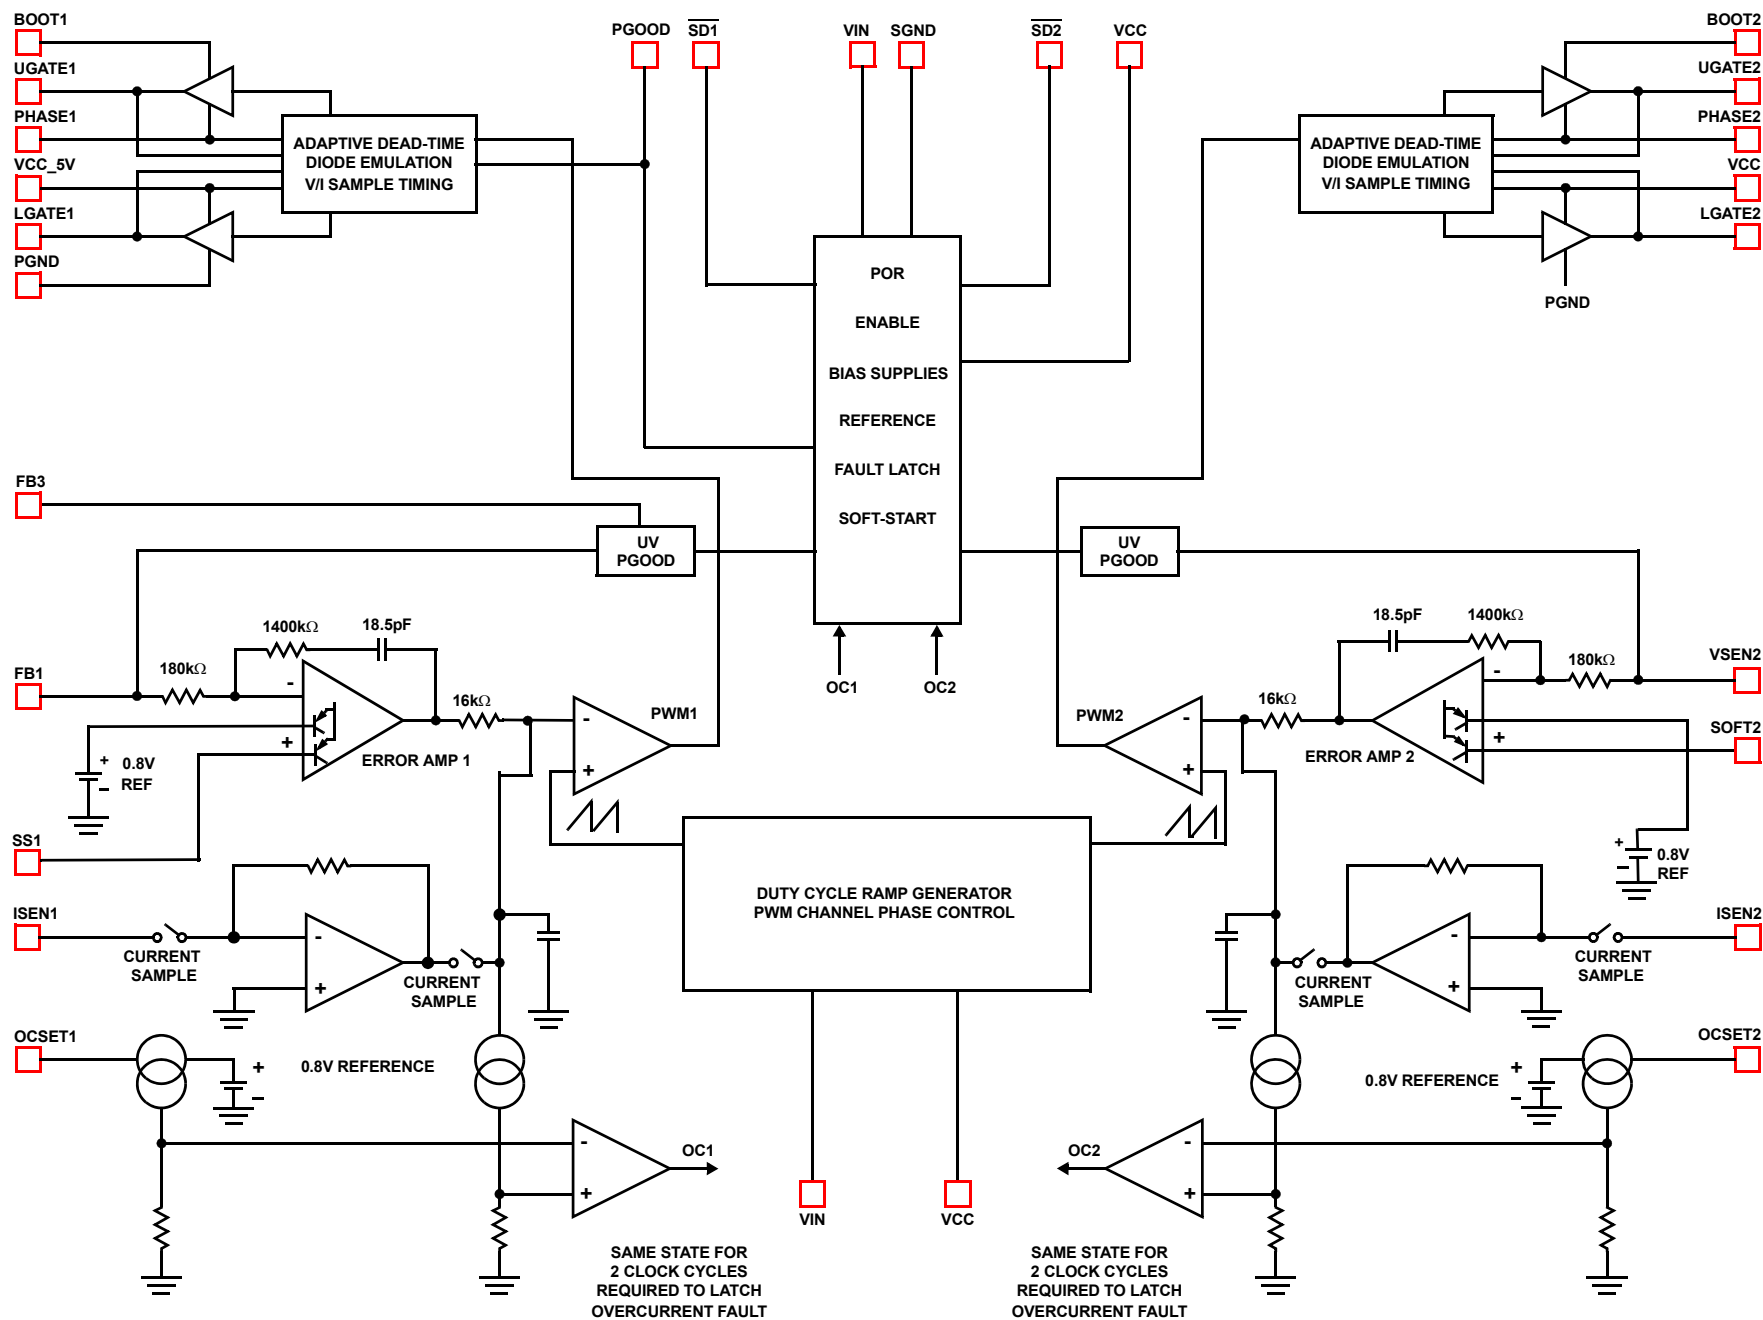 BOOT1
UGATE1
PHASE1
VCC_5V
LGATE1
PGND
ADAPTIVE DEAD-TIME
DIODE EMULATION
V/I SAMPLE TIMING
PGOOD
SD1
VIN
SGND
SD2
VCC
BOOT2
UGATE2
PHASE2
VCC
LGATE2
ADAPTIVE DEAD-TIME
DIODE EMULATION
V/I SAMPLE TIMING
PGND
POR
ENABLE
BIAS SUPPLIES
REFERENCE
FAULT LATCH
SOFT-START
OC1
OC2
FB3
UV
PGOOD
UV
PGOOD
FB1
180kΩ
1400kΩ
18.5pF
-
+
ERROR AMP 1
16kΩ
-
+
PWM1
+
-
0.8V
REF
SS1
18.5pF
1400kΩ
180kΩ
VSEN2
SOFT2
-
+
ERROR AMP 2
16kΩ
PWM2
-
+
+
-
0.8V
REF
DUTY CYCLE RAMP GENERATOR
PWM CHANNEL PHASE CONTROL
VIN
VCC
ISEN1
CURRENT
SAMPLE
-
+
CURRENT
SAMPLE
OCSET1
+
-
0.8V REFERENCE
-
+
OC1
SAME STATE FOR
2 CLOCK CYCLES
REQUIRED TO LATCH
OVERCURRENT FAULT
ISEN2
CURRENT
SAMPLE
-
+
CURRENT
SAMPLE
OCSET2
+
-
0.8V REFERENCE
-
+
OC2
SAME STATE FOR
2 CLOCK CYCLES
REQUIRED TO LATCH
OVERCURRENT FAULT